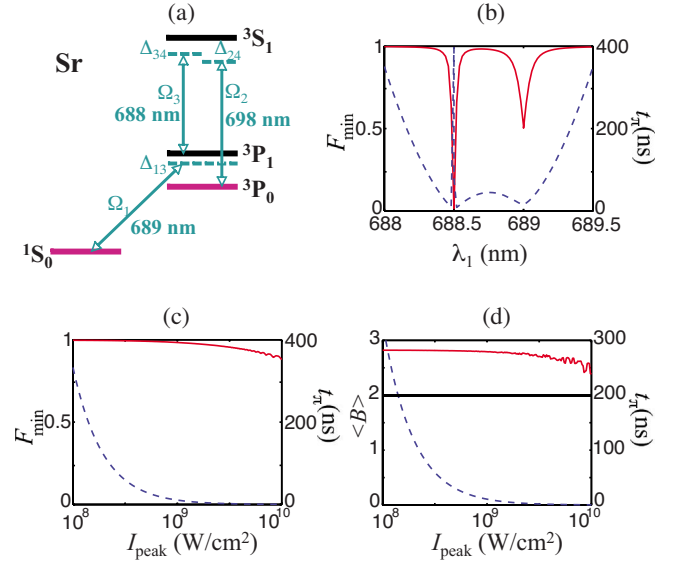 (a)
Sr
³S₁
Δ₃₄
Δ₂₄
Ω₃
688 nm
Ω₂
698 nm
³P₁
Δ₁₃
³P₀
Ω₁
689 nm
¹S₀
(b)
1
0.5
0
F_min
400
200
0
t_π(ns)
688
688.5
689
689.5
λ₁ (nm)
(c)
1
0.5
0
F_min
400
200
0
t_π(ns)
10⁸
10⁹
10¹⁰
I_peak (W/cm²)
(d)
3
2
1
0
<B>
300
200
100
0
t_π(ns)
10⁸
10⁹
10¹⁰
I_peak (W/cm²)